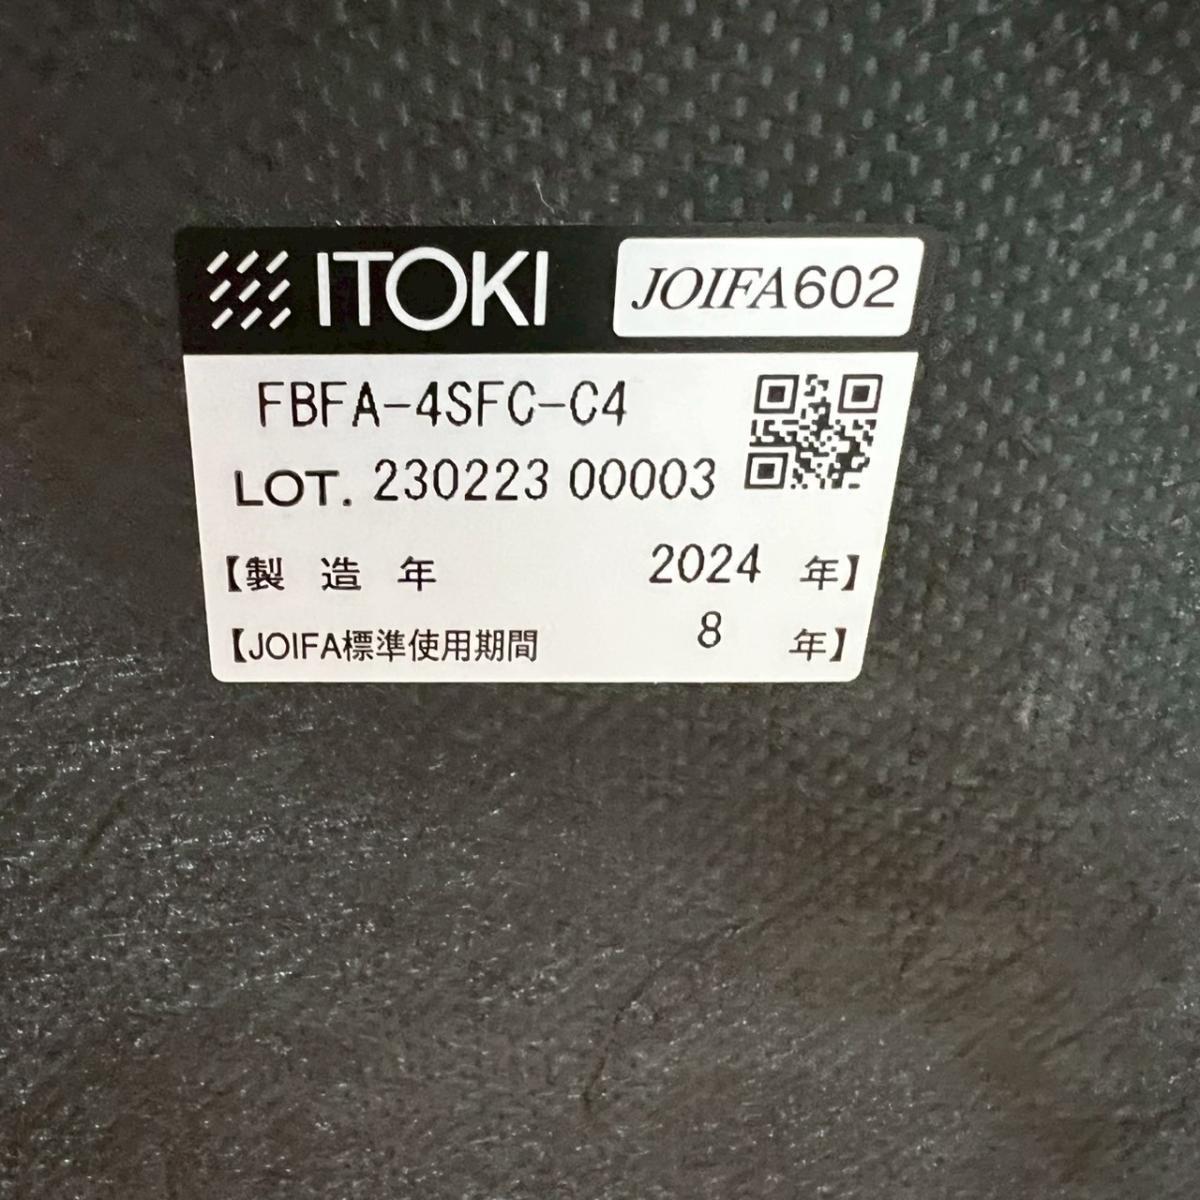 ITOKI JOIFA602
FBFA-4SFC-C4
LOT. 230223 00003
【製造年 2024 年】
【JOIFA標準使用期間 8 年】